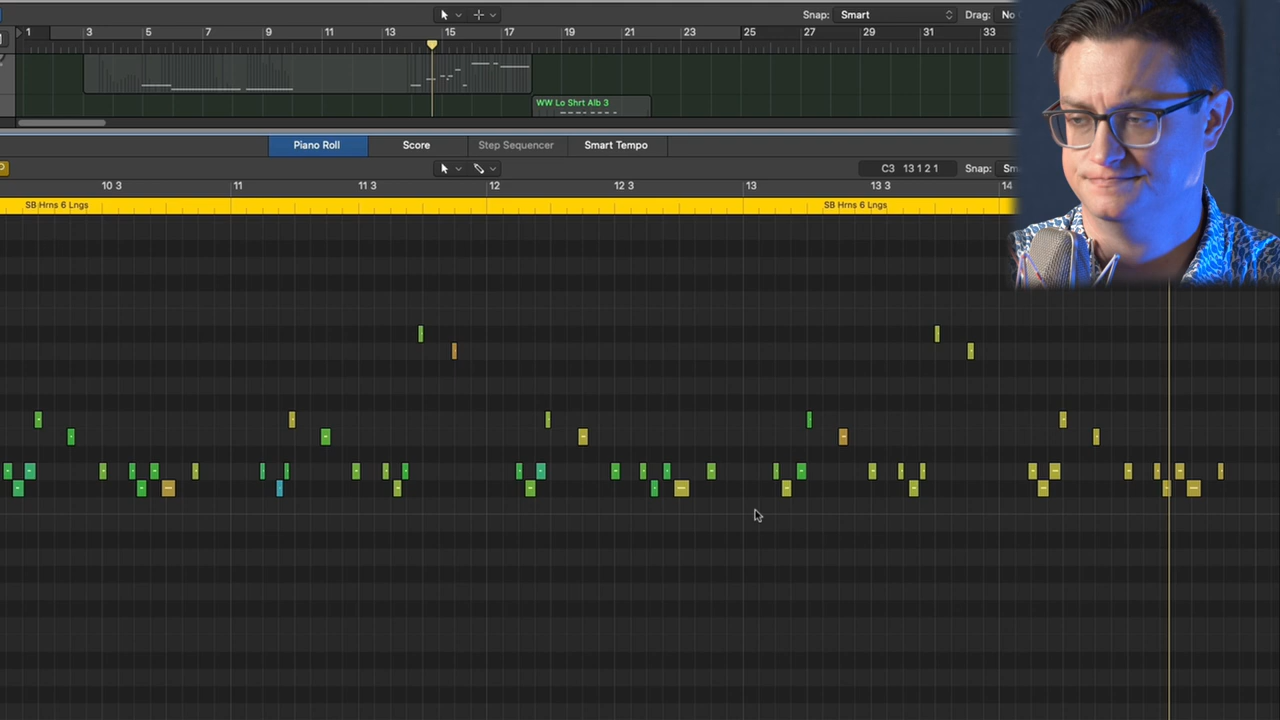 Snap: Smart Drag: No
1 3 5 7 9 11 13 15 17 19 21 23 25 27 29 31 33
WW Lo Shrt Alb 3
Piano Roll Score Step Sequencer Smart Tempo
C3 13 1 2 1 Snap: Sm
10 3 11 11 3 12 12 3 13 13 3 14
SB Hrns 6 Lngs SB Hrns 6 Lngs